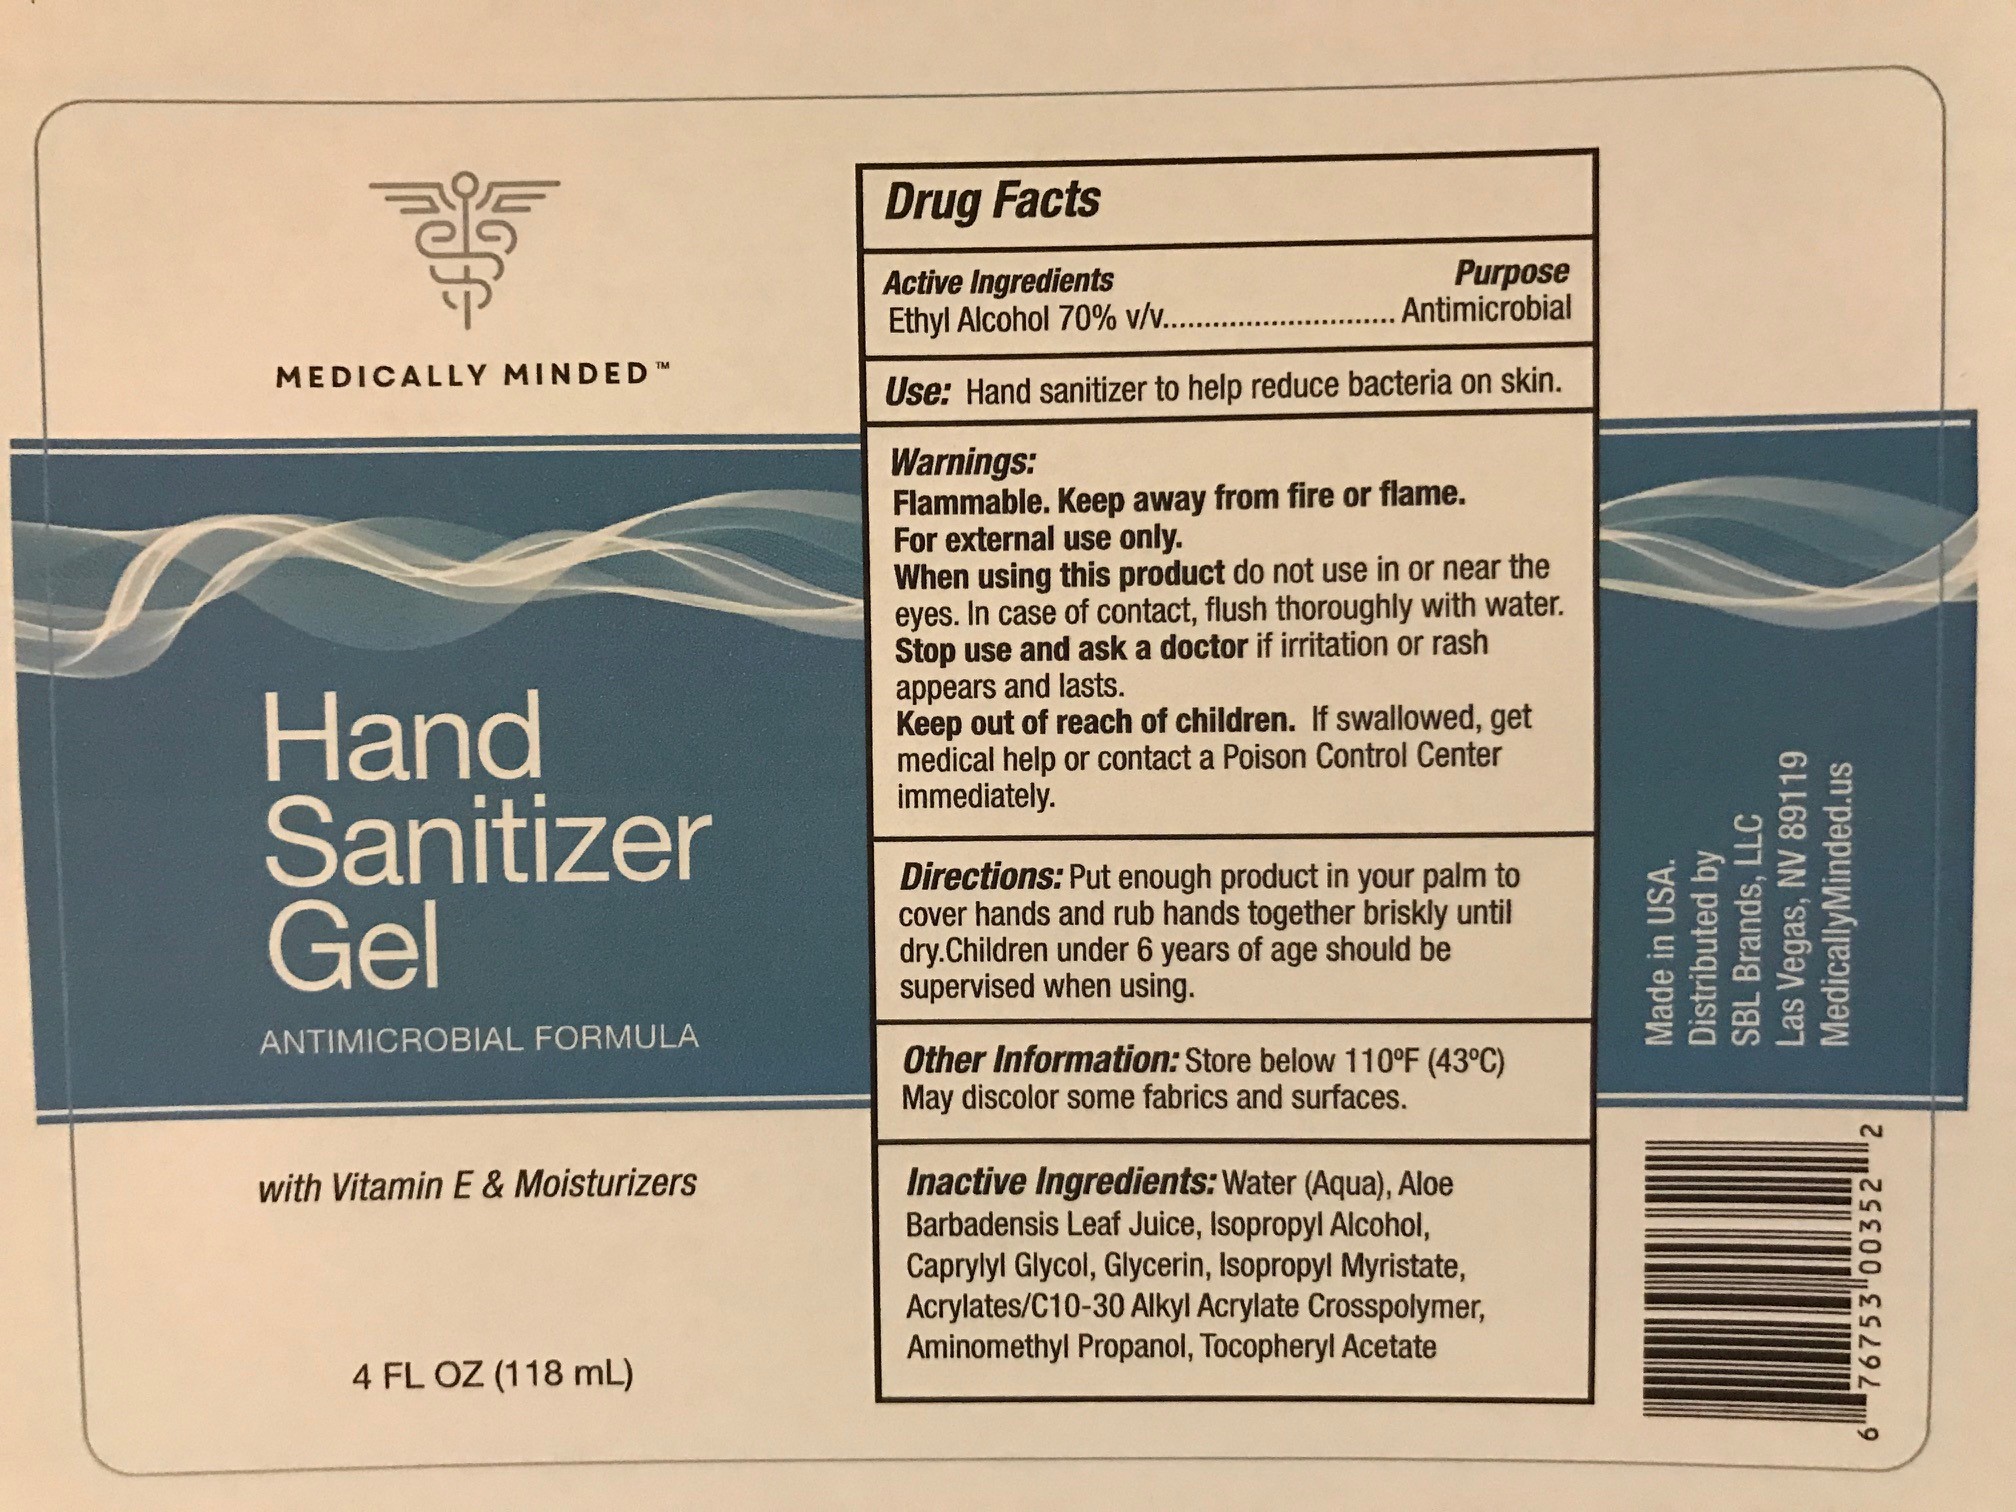 MEDICALLY MINDED™
Hand
Sanitizer
Gel
ANTIMICROBIAL FORMULA
with Vitamin E & Moisturizers
4 FL OZ (118 mL)
Drug Facts
Active Ingredients Purpose
Ethyl Alcohol 70% v/v............................ Antimicrobial
Use: Hand sanitizer to help reduce bacteria on skin.
Warnings:
Flammable. Keep away from fire or flame.
For external use only.
When using this product do not use in or near the
eyes. In case of contact, flush thoroughly with water.
Stop use and ask a doctor if irritation or rash
appears and lasts.
Keep out of reach of children. If swallowed, get
medical help or contact a Poison Control Center
immediately.
Directions: Put enough product in your palm to
cover hands and rub hands together briskly until
dry.Children under 6 years of age should be
supervised when using.
Other Information: Store below 110ºF (43ºC)
May discolor some fabrics and surfaces.
Inactive Ingredients: Water (Aqua), Aloe
Barbadensis Leaf Juice, Isopropyl Alcohol,
Caprylyl Glycol, Glycerin, Isopropyl Myristate,
Acrylates/C10-30 Alkyl Acrylate Crosspolymer,
Aminomethyl Propanol, Tocopheryl Acetate
Made in USA.
Distributed by
SBL Brands, LLC
Las Vegas, NV 89119
MedicallyMinded.us
6 76753 00352 2